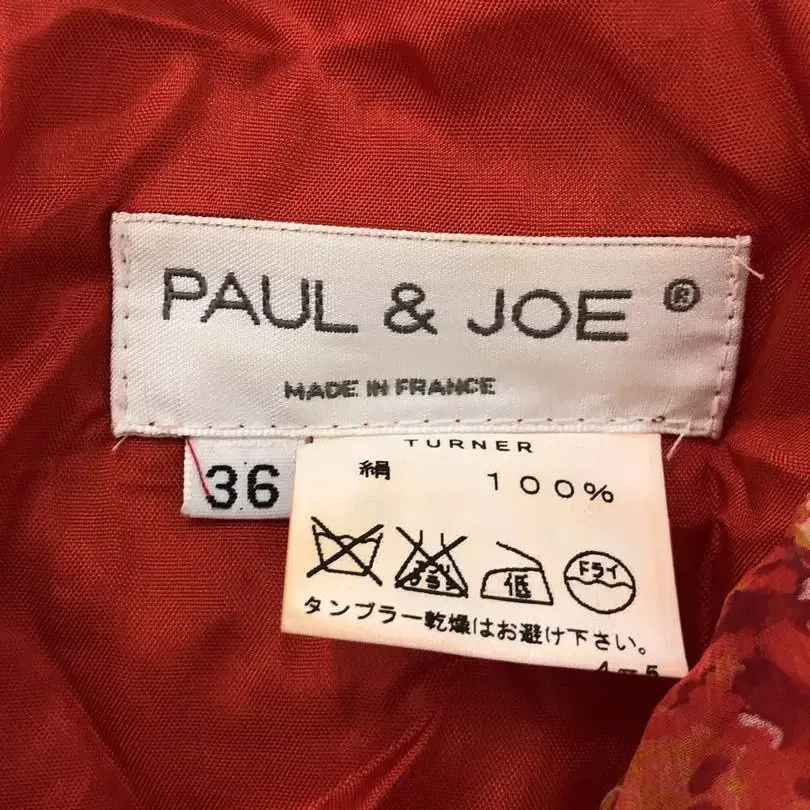 PAUL & JOE ®
MADE IN FRANCE
36
TURNER
絹 100%
低
ドライ
タンブラー乾燥はお避け下さい。